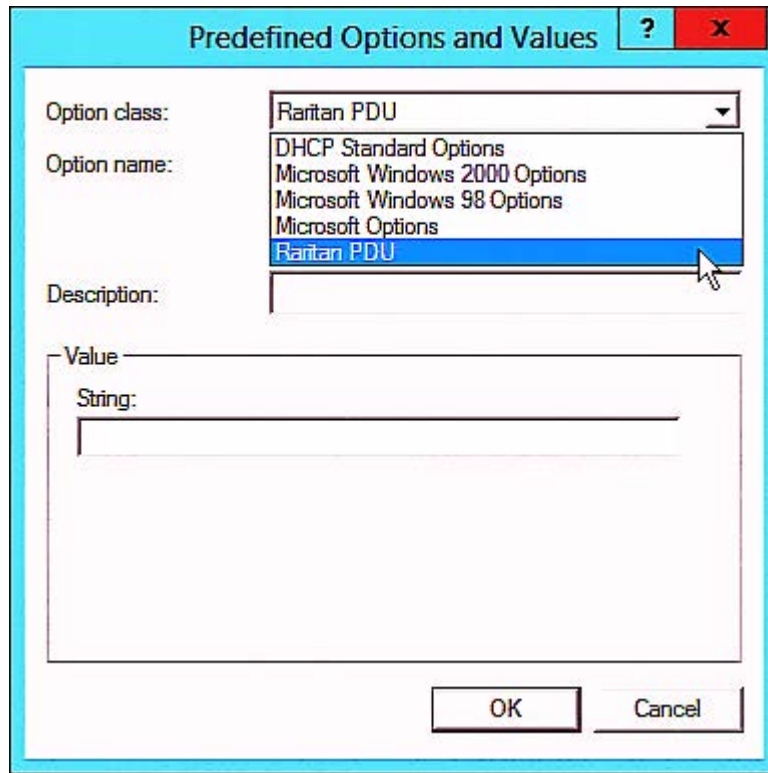 Predefined Options and Values ? x
Option class: Raritan PDU
DHCP Standard Options
Option name:
Microsoft Windows 2000 Options
Microsoft Windows 98 Options
Microsoft Options
Raritan PDU
Description:
Value
String:
OK Cancel